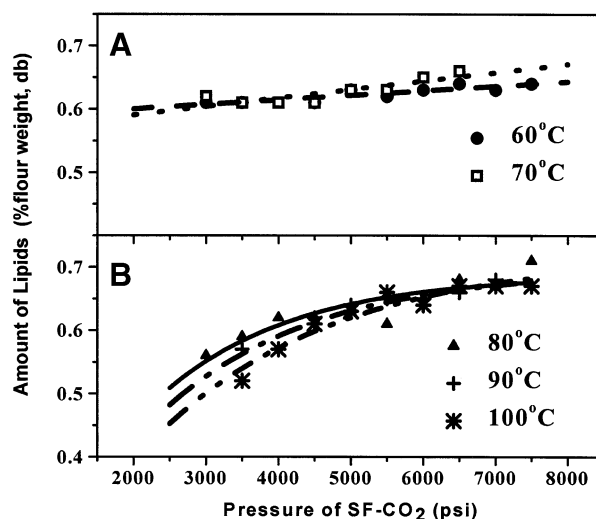 A
0.7
0.6
0.5
60°C
70°C
Amount of Lipids (%flour weight, db)
B
0.7
0.6
0.5
0.4
80°C
90°C
100°C
2000 3000 4000 5000 6000 7000 8000
Pressure of SF-CO₂ (psi)